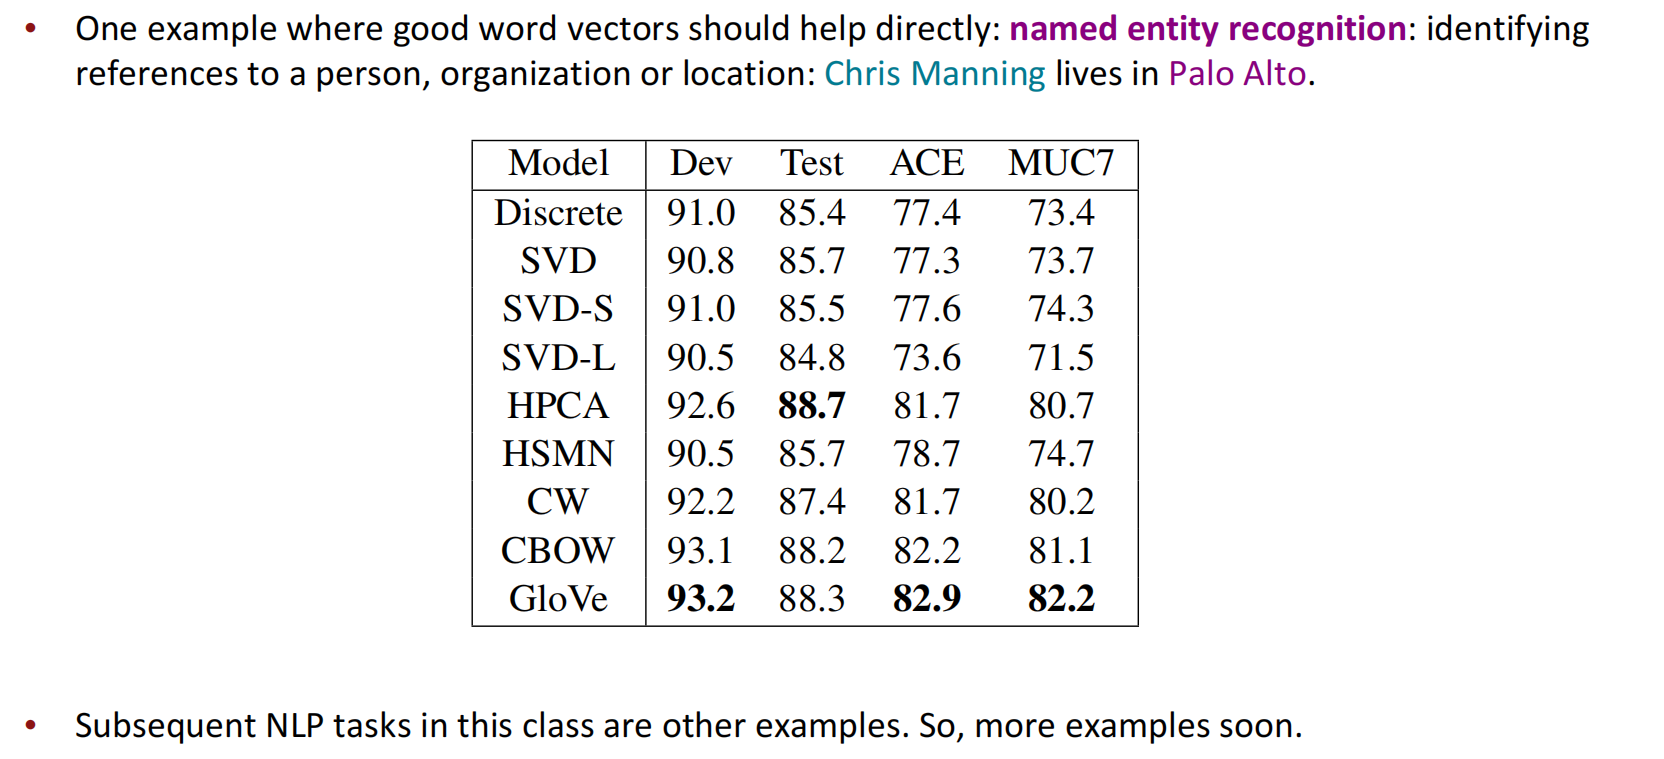 • One example where good word vectors should help directly: named entity recognition: identifying
references to a person, organization or location: Chris Manning lives in Palo Alto.
Model Dev Test ACE MUC7
Discrete 91.0 85.4 77.4 73.4
SVD 90.8 85.7 77.3 73.7
SVD-S 91.0 85.5 77.6 74.3
SVD-L 90.5 84.8 73.6 71.5
HPCA 92.6 88.7 81.7 80.7
HSMN 90.5 85.7 78.7 74.7
CW 92.2 87.4 81.7 80.2
CBOW 93.1 88.2 82.2 81.1
GloVe 93.2 88.3 82.9 82.2
• Subsequent NLP tasks in this class are other examples. So, more examples soon.